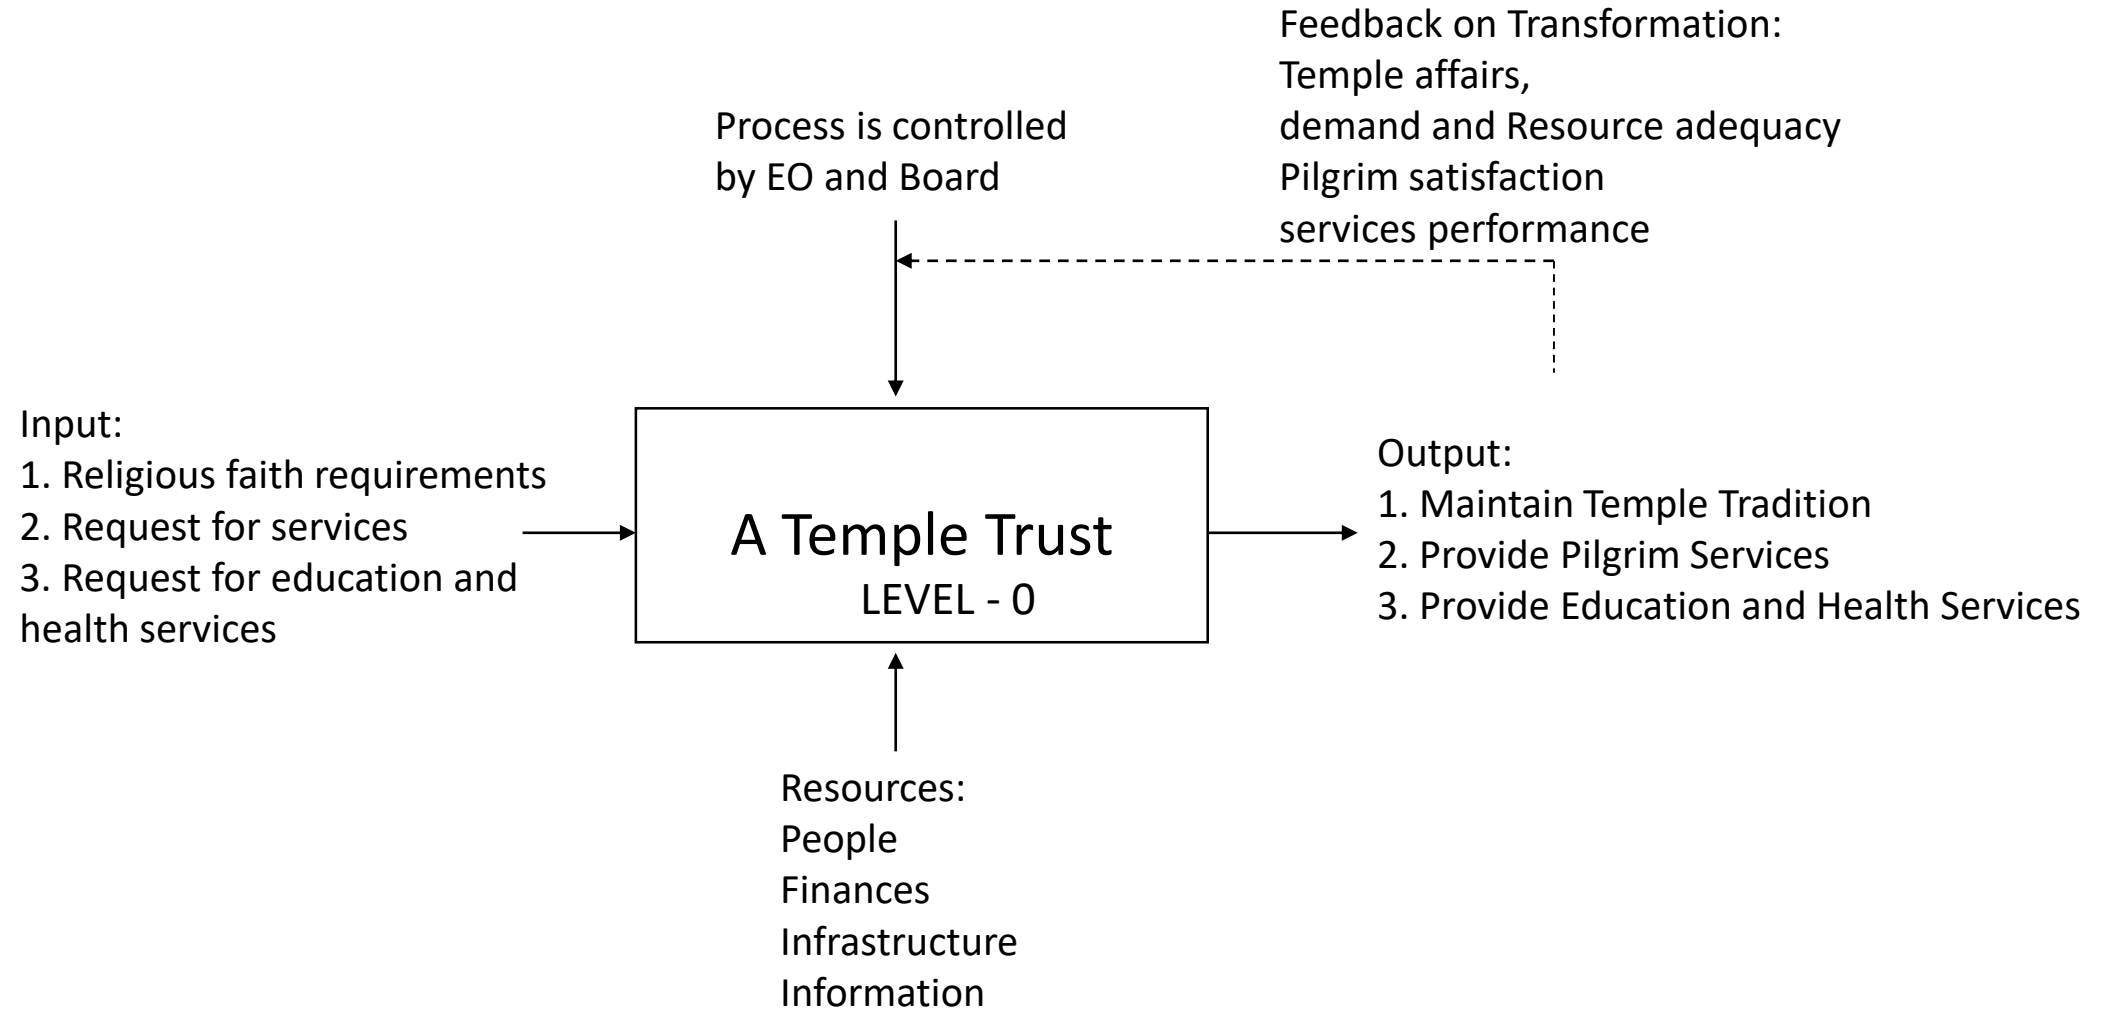 Feedback on Transformation:
Temple affairs,
demand and Resource adequacy
Pilgrim satisfaction
services performance
Process is controlled
by EO and Board
Input:
1. Religious faith requirements
2. Request for services
3. Request for education and
health services
A Temple Trust
LEVEL - 0
Output:
1. Maintain Temple Tradition
2. Provide Pilgrim Services
3. Provide Education and Health Services
Resources:
People
Finances
Infrastructure
Information